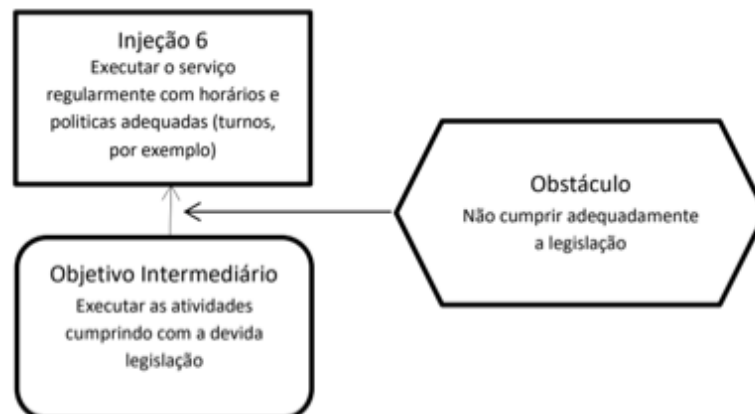 Injeção 6
Executar o serviço
regularmente com horários e
politicas adequadas (turnos,
por exemplo)
Obstáculo
Não cumprir adequadamente
a legislação
Objetivo Intermediário
Executar as atividades
cumprindo com a devida
legislação